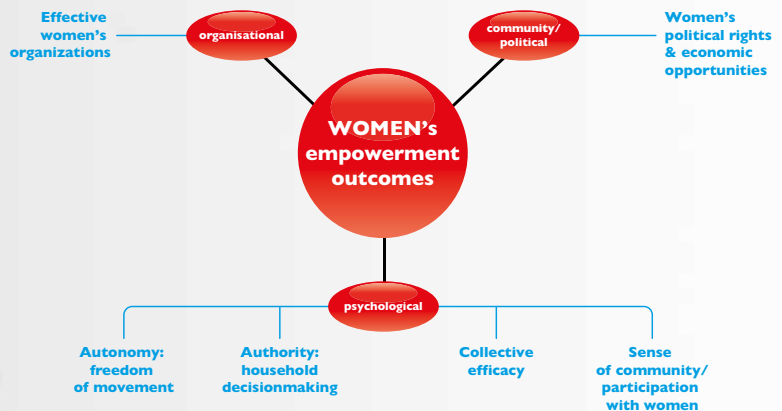 Effective
women's
organizations
organisational
community/
political
Women's
political rights
& economic
opportunities
WOMEN's
empowerment
outcomes
psychological
Autonomy:
freedom
of movement
Authority:
household
decisionmaking
Collective
efficacy
Sense
of community/
participation
with women